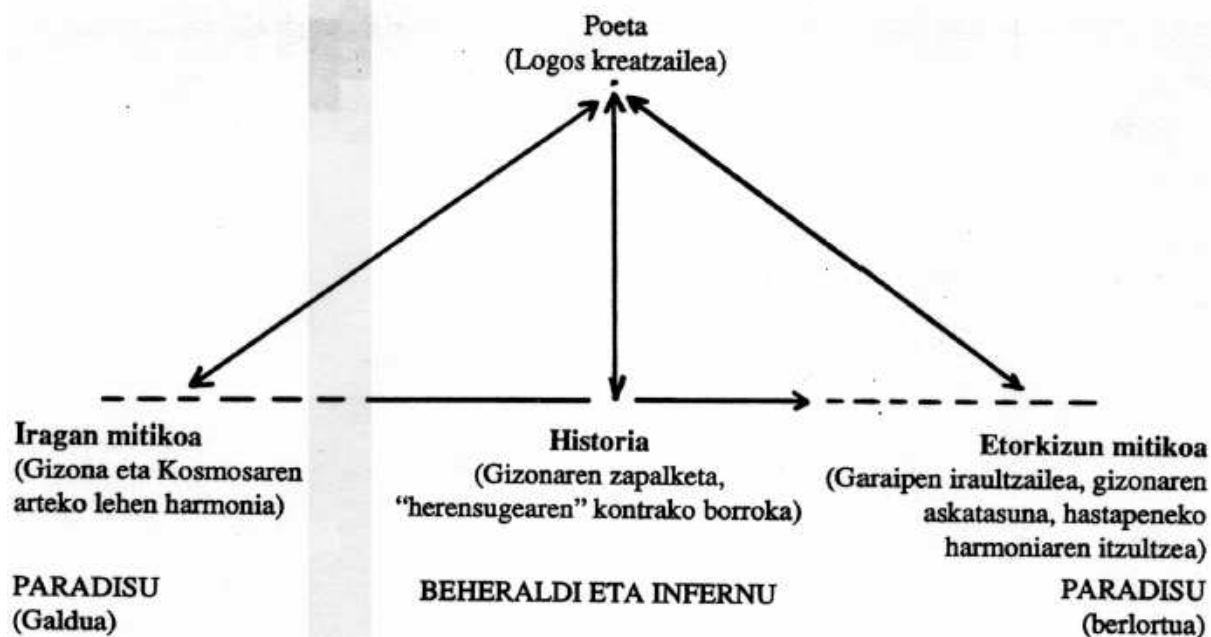 Poeta
(Logos kreatzailea)
Iragan mitikoa
(Gizona eta Kosmosaren
arteko lehen harmonia)
Historia
(Gizonaren zapalketa,
“herensugearen” kontrako borroka)
Etorkizun mitikoa
(Garaipen iraultzailea, gizonaren
askatasuna, hastapeneko
harmoniaren itzultzea)
PARADISU
(Galdua)
BEHERALDI ETA INFERNU
PARADISU
(berlortua)